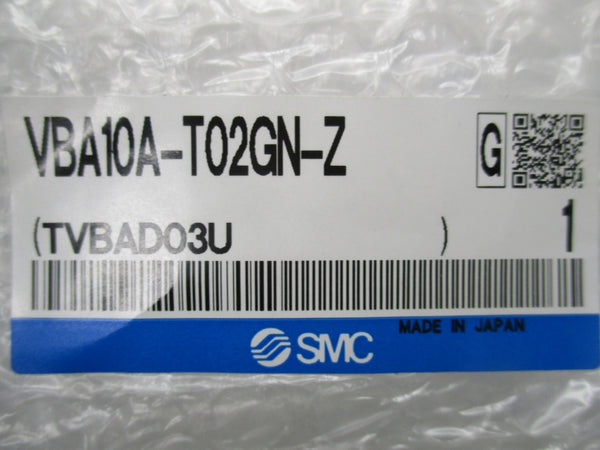 VBA10A-T02GN-Z G
(TVBAD03U ) 1
MADE IN JAPAN
SMC